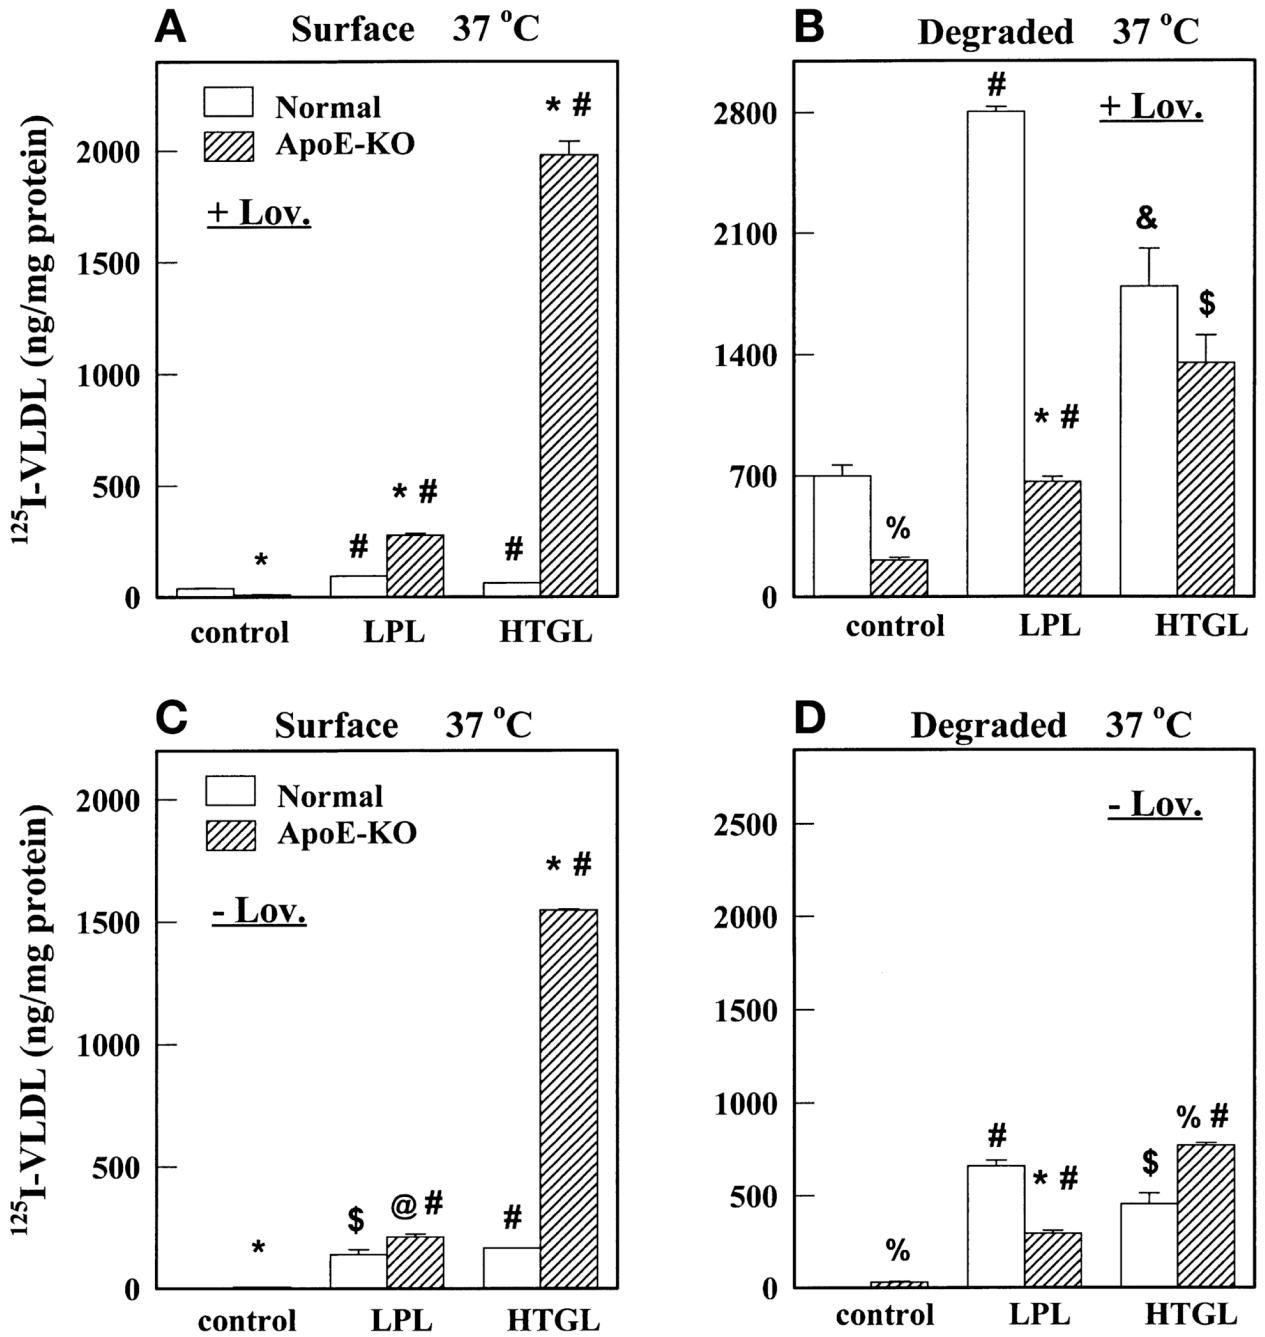 A Surface 37 °C
Normal
ApoE-KO
+ Lov.
¹²⁵I-VLDL (ng/mg protein)
2000
1500
1000
500
0
*
#
* #
#
* #
control LPL HTGL
B Degraded 37 °C
+ Lov.
2800
2100
1400
700
0
%
#
* #
&
$
control LPL HTGL
C Surface 37 °C
Normal
ApoE-KO
- Lov.
¹²⁵I-VLDL (ng/mg protein)
2000
1500
1000
500
0
*
$
@ #
#
* #
control LPL HTGL
D Degraded 37 °C
- Lov.
2500
2000
1500
1000
500
0
%
#
* #
$
% #
control LPL HTGL